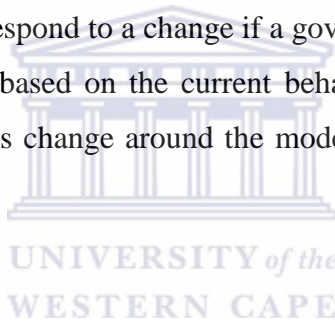 espond to a change if a gov
based on the current beha
s change around the mode
UNIVERSITY of the
WESTERN CAPE